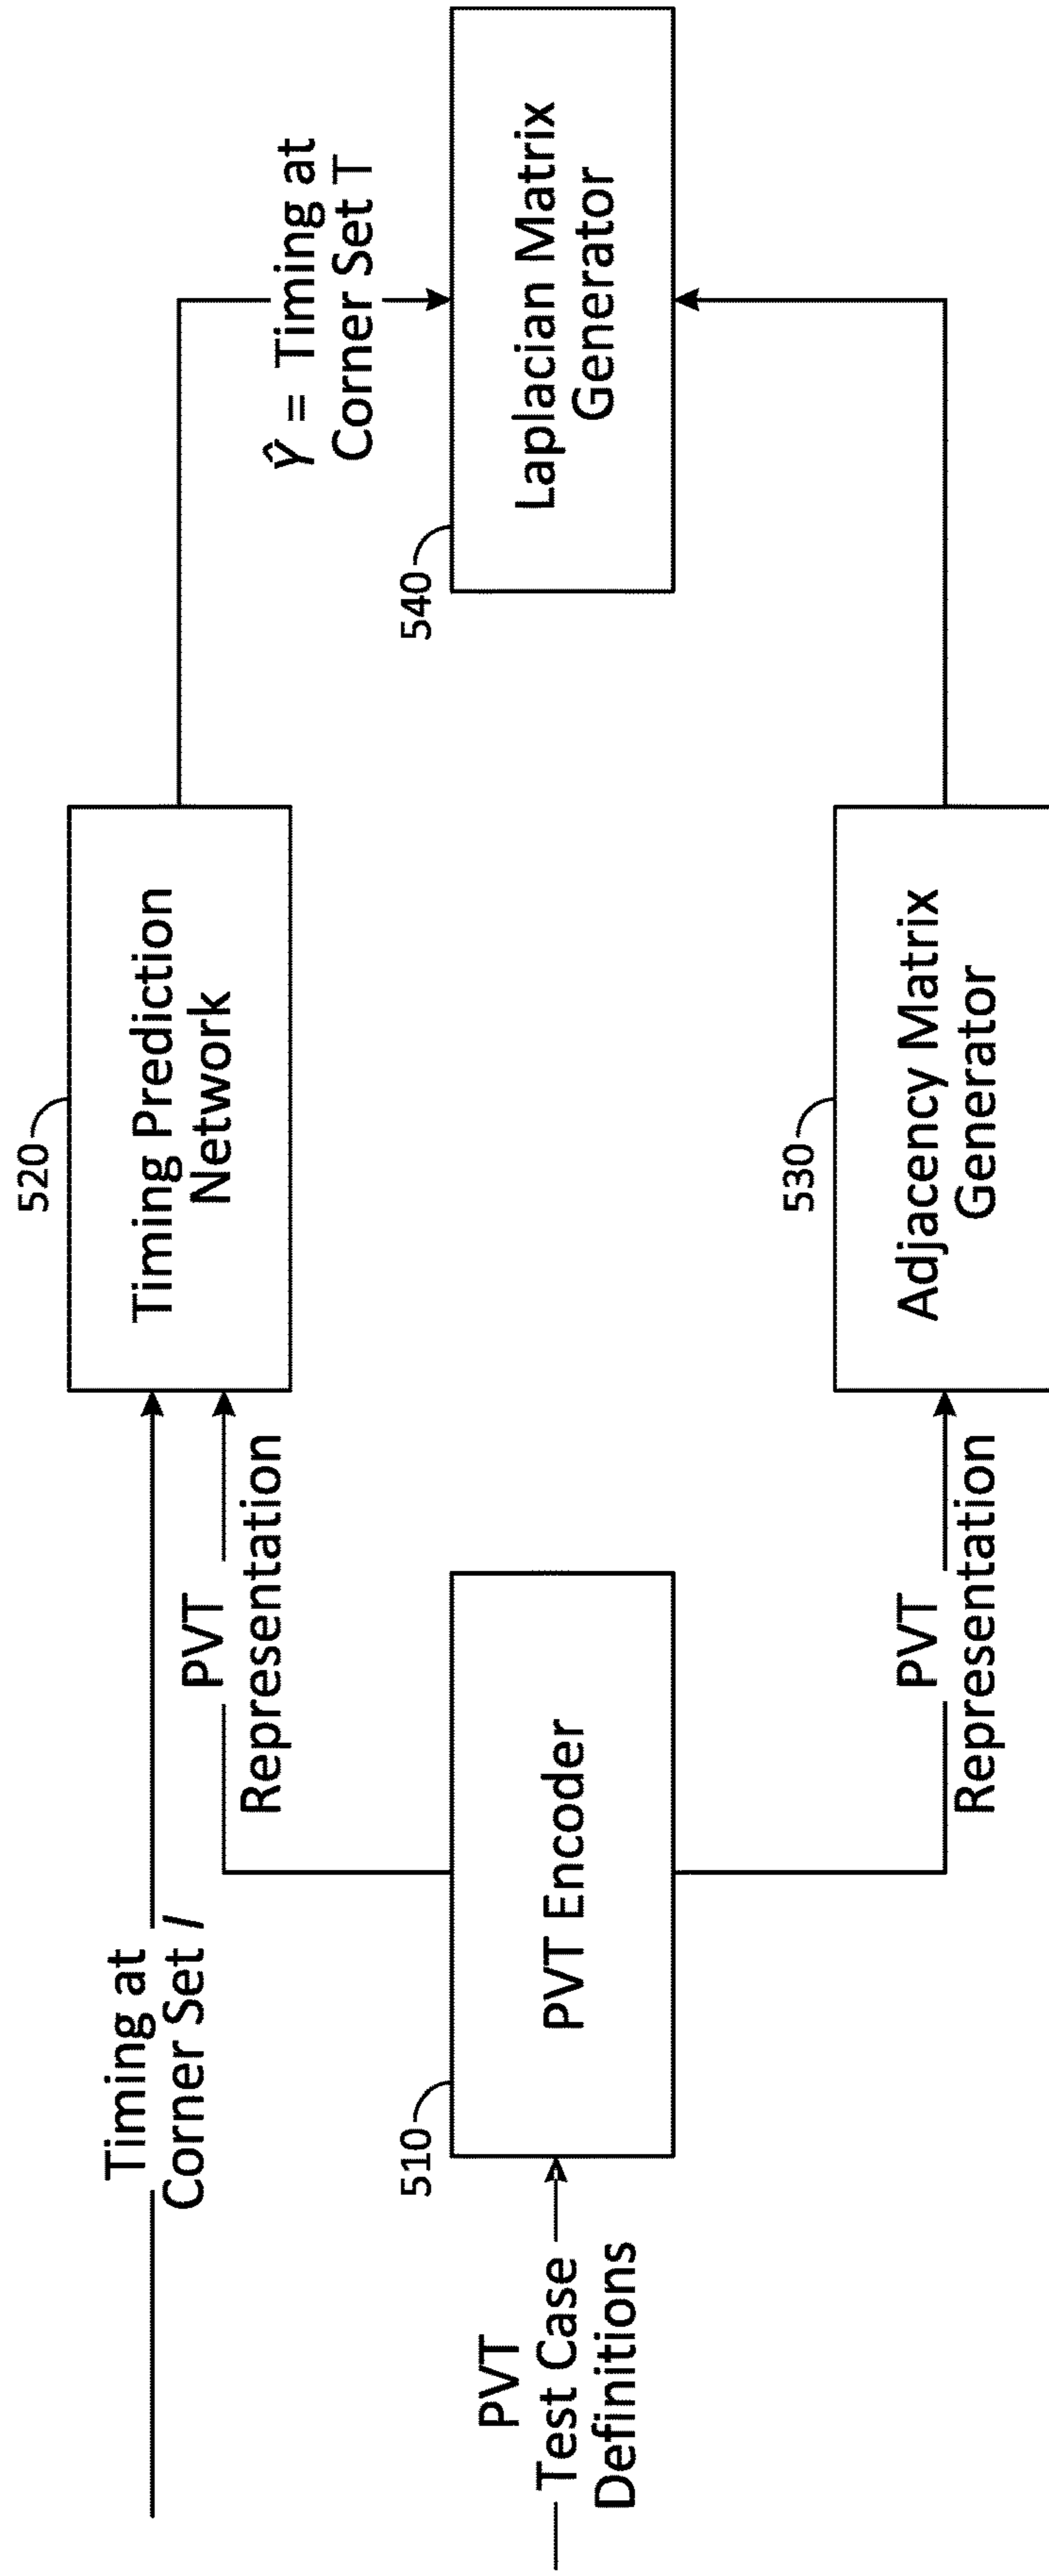 Timing at
Corner Set I
PVT
Test Case
Definitions
510
PVT Encoder
PVT
Representation
PVT
Representation
520
Timing Prediction
Network
530
Adjacency Matrix
Generator
Ŷ = Timing at
Corner Set T
540
Laplacian Matrix
Generator